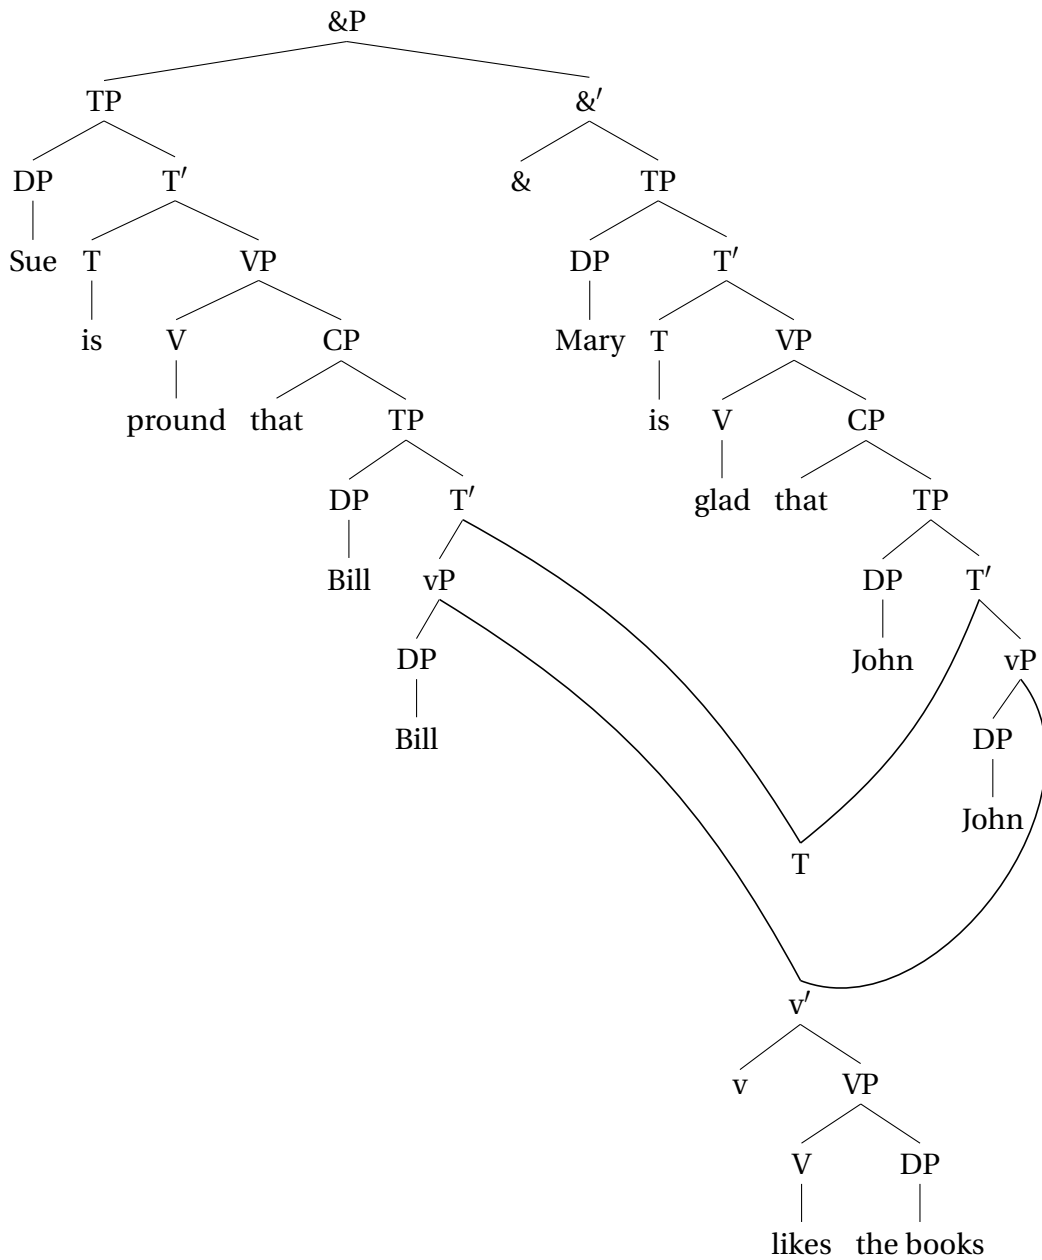 &P
TP &′
DP T′ & TP
Sue T VP DP T′
is V CP Mary T VP
pround that TP is V CP
DP T′ glad that TP
Bill vP DP T′
DP John vP
Bill DP
John
T
v′
v VP
V DP
likes the books